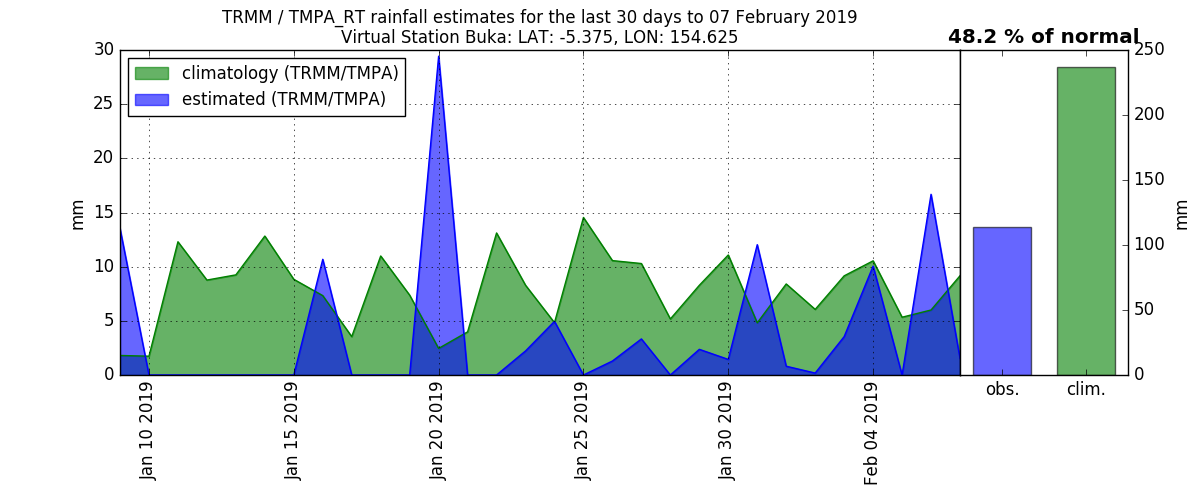 TRMM / TMPA_RT rainfall estimates for the last 30 days to 07 February 2019
Virtual Station Buka: LAT: -5.375, LON: 154.625
48.2 % of normal
climatology (TRMM/TMPA)
estimated (TRMM/TMPA)
30
25
20
15
10
5
0
mm
Jan 10 2019
Jan 15 2019
Jan 20 2019
Jan 25 2019
Jan 30 2019
Feb 04 2019
obs.
clim.
250
200
150
100
50
0
mm